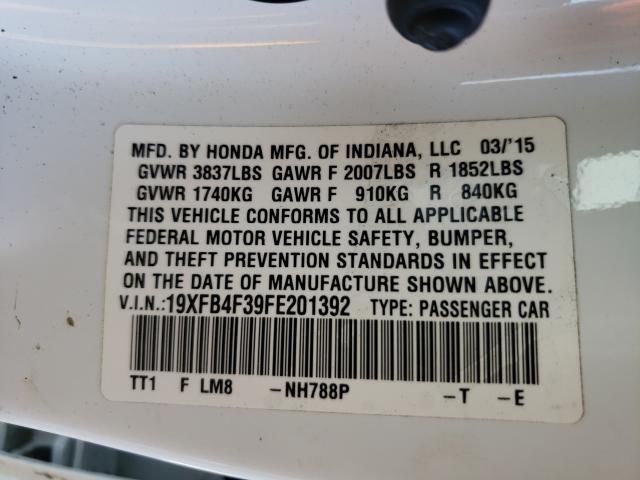 MFD. BY HONDA MFG. OF INDIANA, LLC 03/'15
GVWR 3837LBS GAWR F 2007LBS R 1852LBS
GVWR 1740KG GAWR F 910KG R 840KG
THIS VEHICLE CONFORMS TO ALL APPLICABLE
FEDERAL MOTOR VEHICLE SAFETY, BUMPER,
AND THEFT PREVENTION STANDARDS IN EFFECT
ON THE DATE OF MANUFACTURE SHOWN ABOVE.
V.I.N.:19XFB4F39FE201392 TYPE: PASSENGER CAR
TT1 F LM8 -NH788P -T -E